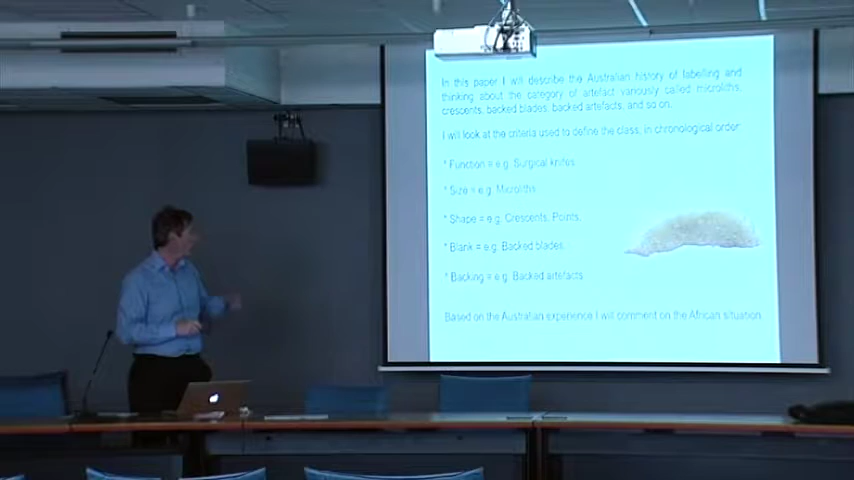 In this paper I will describe the Australian history of labelling and
thinking about the category of artefact variously called microliths,
crescents, backed blades, backed artefacts, and so on.
I will look at the criteria used to define the class, in chronological order
* Function = e.g. Surgical knifes.
* Size = e.g. Microliths.
* Shape = e.g. Crescents, Points.
* Blank = e.g. Backed blades.
* Backing = e.g. Backed artefacts
Based on the Australian experience I will comment on the African situation.